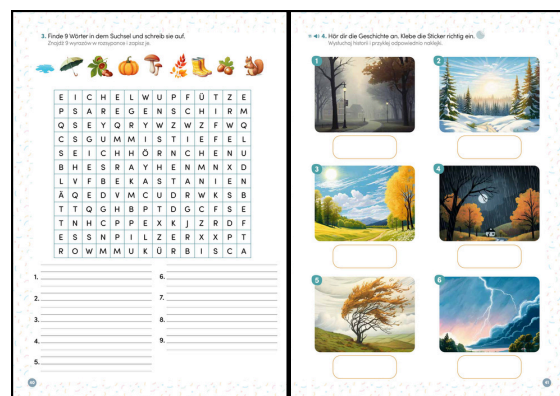 3. Finde 9 Wörter in dem Suchsel und schreib sie auf.
Znajdź 9 wyrazów w rozsypance i zapisz je.
E I C H E L W U P F Ü T Z E
P S A R E G E N S C H I R M
Q S E Y Q R Y W Z W Z F W Q
C S G U M M I S T I E F E L
S E I C H H Ö R N C H E N U
B H E S R A Y H E N M N X D
L V F B E K A S T A N I E N
Ä Q E D V M C U D R W K S B
T T Q G H B P T D G C F S E
T N H C P P E X K J Z R D F
E S S N P I L Z E R X X P T
R O W M M U K Ü R B I S C A
1.
2.
3.
4.
5.
6.
7.
8.
9.
4. Hör dir die Geschichte an. Klebe die Sticker richtig ein.
Wysłuchaj historii i przyklej odpowiednie naklejki.
1
2
3
4
5
6